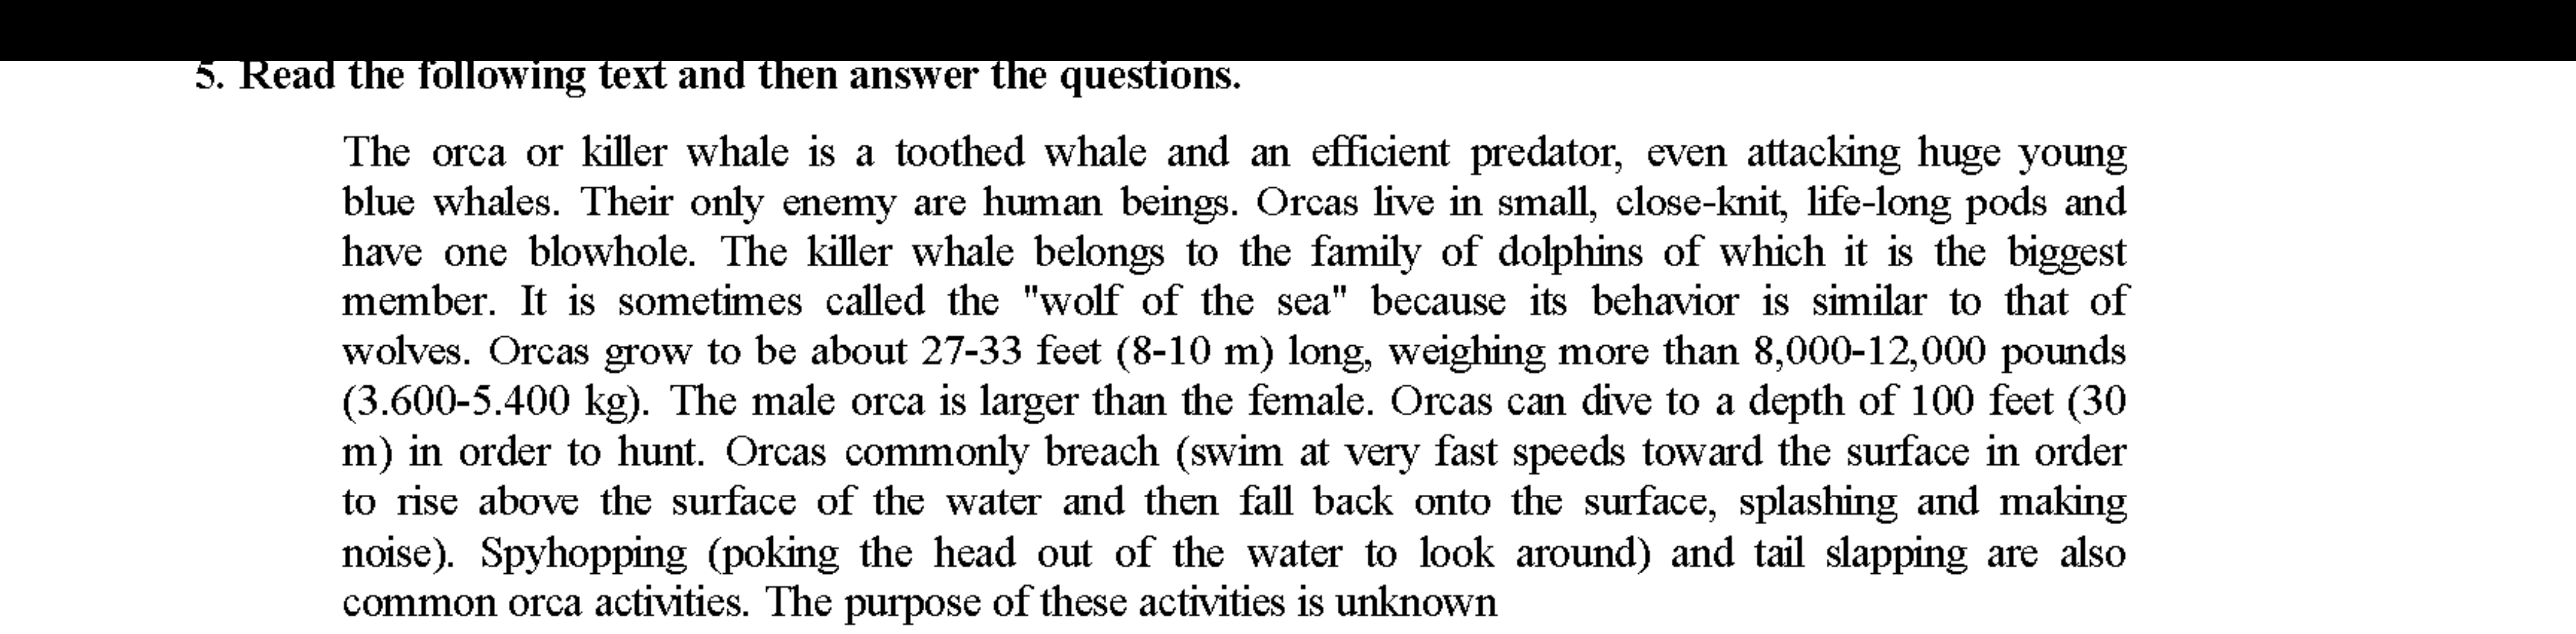 5. Read the following text and then answer the questions.
The orca or killer whale is a toothed whale and an efficient predator, even attacking huge young
blue whales. Their only enemy are human beings. Orcas live in small, close-knit, life-long pods and
have one blowhole. The killer whale belongs to the family of dolphins of which it is the biggest
member. It is sometimes called the "wolf of the sea" because its behavior is similar to that of
wolves. Orcas grow to be about 27-33 feet (8-10 m) long, weighing more than 8,000-12,000 pounds
(3.600-5.400 kg). The male orca is larger than the female. Orcas can dive to a depth of 100 feet (30
m) in order to hunt. Orcas commonly breach (swim at very fast speeds toward the surface in order
to rise above the surface of the water and then fall back onto the surface, splashing and making
noise). Spyhopping (poking the head out of the water to look around) and tail slapping are also
common orca activities. The purpose of these activities is unknown